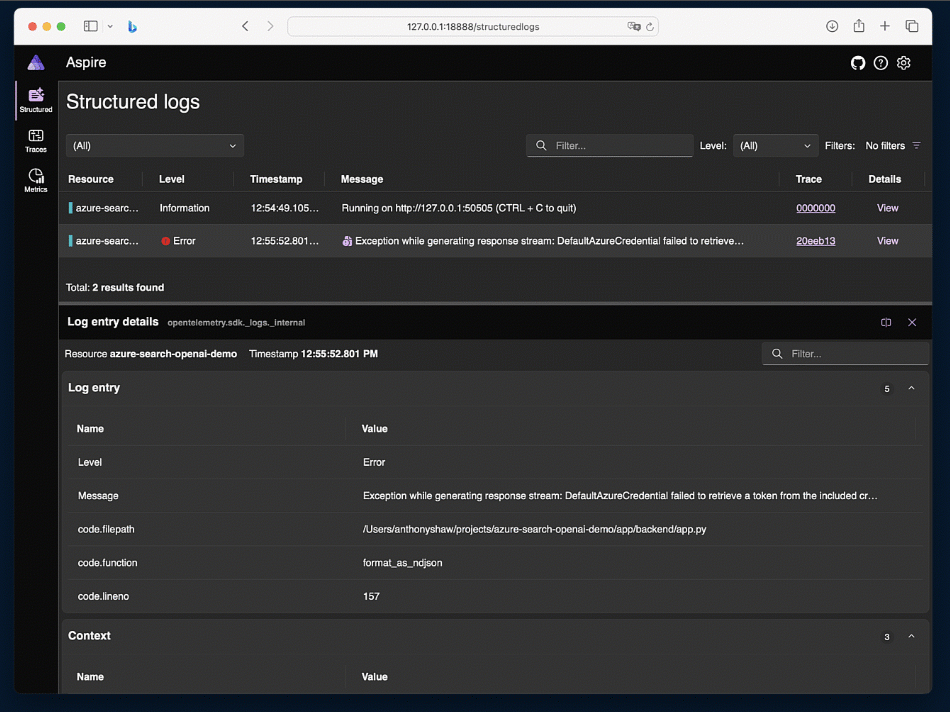 127.0.0.1:18888/structuredlogs
Aspire
Structured
Traces
Metrics
Structured logs
(All)
Filter...
Level:
(All)
Filters:
No filters
Resource Level Timestamp Message Trace Details
azure-searc... Information 12:54:49.105... Running on http://127.0.0.1:50505 (CTRL + C to quit) 0000000 View
azure-searc... Error 12:55:52.801... Exception while generating response stream: DefaultAzureCredential failed to retrieve... 20eeb13 View
Total: 2 results found
Log entry details opentelemetry.sdk._logs._internal
Resource azure-search-openai-demo Timestamp 12:55:52.801 PM Filter...
Log entry 5
Name Value
Level Error
Message Exception while generating response stream: DefaultAzureCredential failed to retrieve a token from the included cr...
code.filepath /Users/anthonyshaw/projects/azure-search-openai-demo/app/backend/app.py
code.function format_as_ndjson
code.lineno 157
Context 3
Name Value